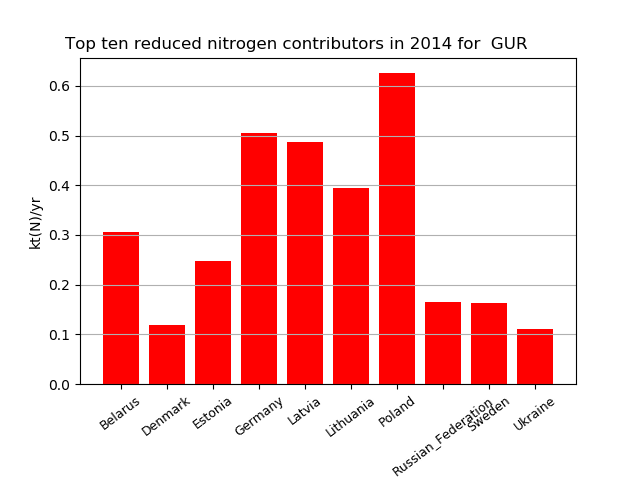 Top ten reduced nitrogen contributors in 2014 for  GUR
kt(N)/yr
0.6
0.5
0.4
0.3
0.2
0.1
0.0
Belarus
Denmark
Estonia
Germany
Latvia
Lithuania
Poland
Russian_Federation
Sweden
Ukraine